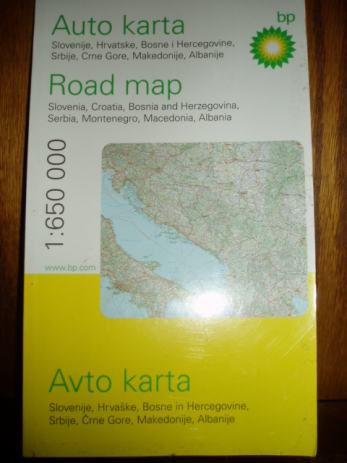 Auto karta
bp
Slovenije, Hrvatske, Bosne i Hercegovine,
Srbije, Crne Gore, Makedonije, Albanije
Road map
Slovenia, Croatia, Bosnia and Herzegovina,
Serbia, Montenegro, Macedonia, Albania
1:650 000
www.bp.com
Avto karta
Slovenije, Hrvaške, Bosne in Hercegovine,
Srbije, Črne Gore, Makedonije, Albanije